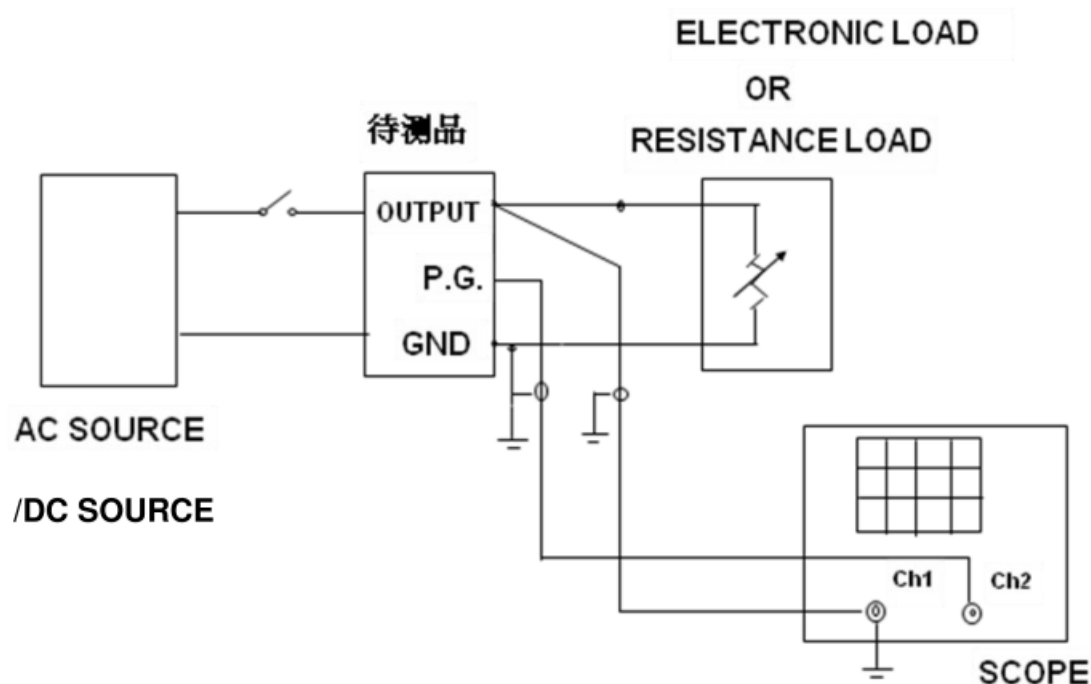 ELECTRONIC LOAD
OR
RESISTANCE LOAD
待测品
OUTPUT
P.G.
GND
AC SOURCE
/DC SOURCE
Ch1
Ch2
SCOPE